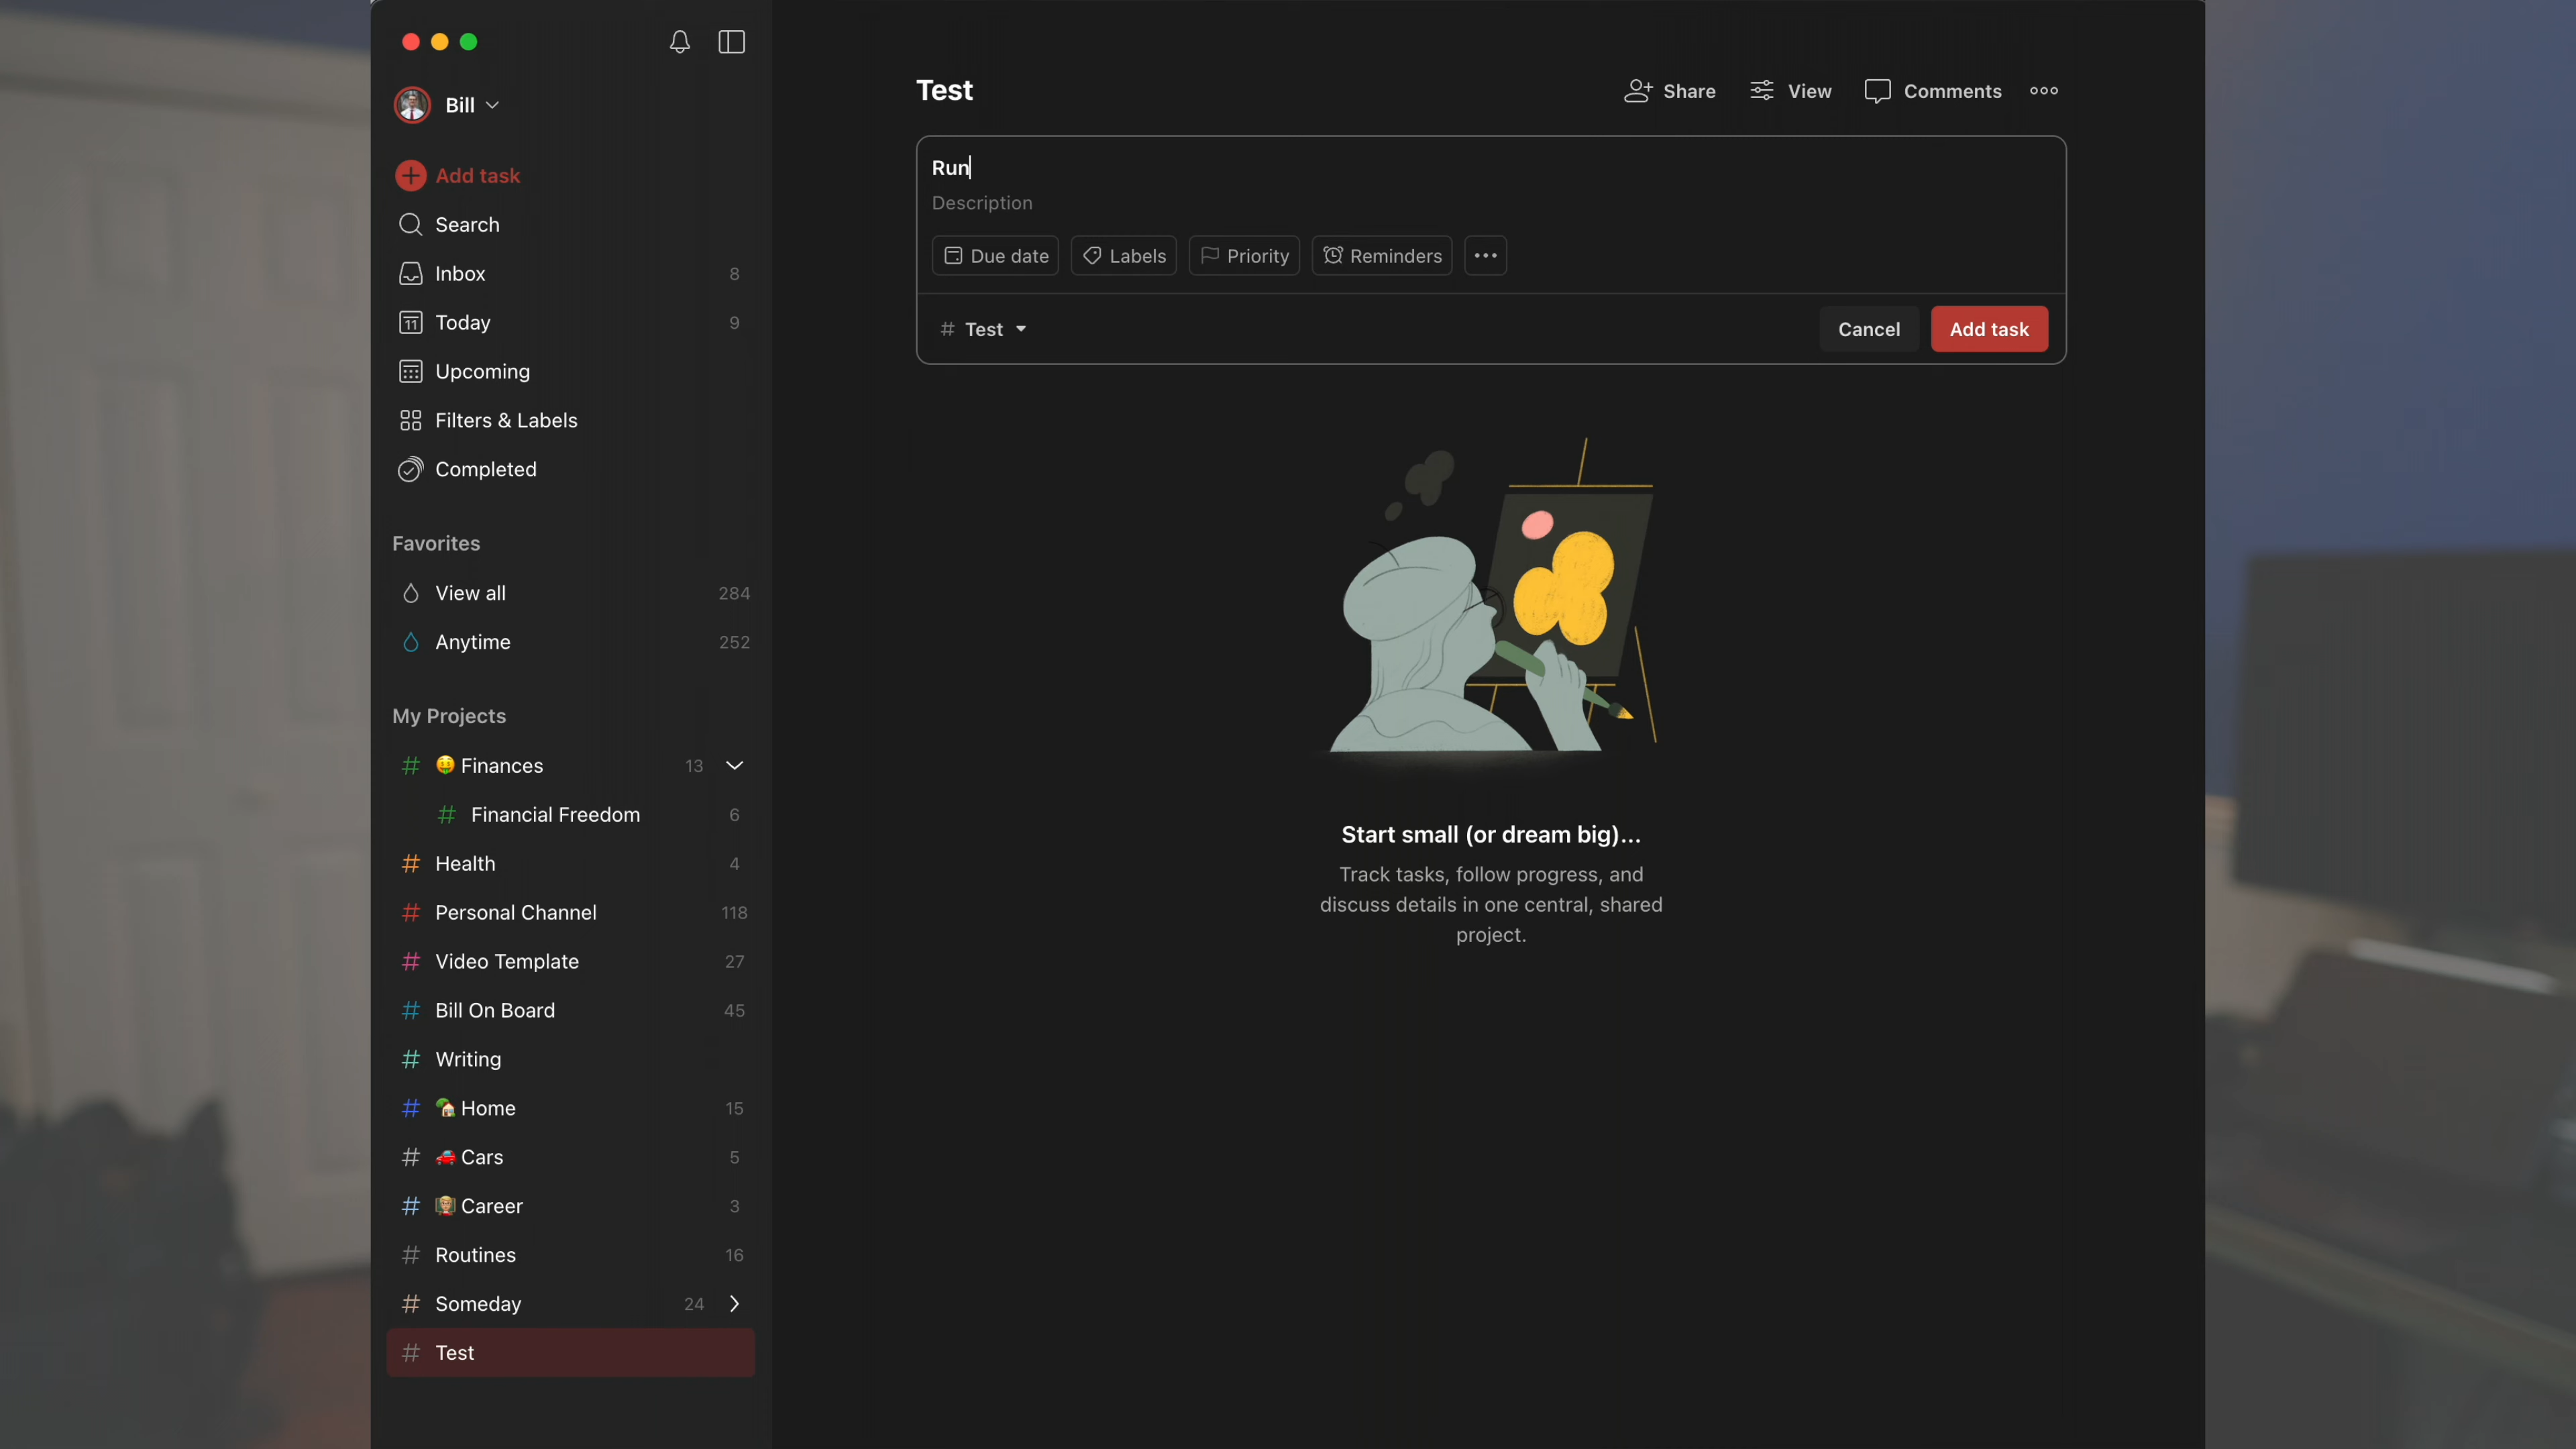 Bill
Add task
Search
Inbox 8
11 Today 9
Upcoming
Filters & Labels
Completed
Favorites
View all 284
Anytime 252
My Projects
# 🤑 Finances 13
# Financial Freedom 6
# Health 4
# Personal Channel 118
# Video Template 27
# Bill On Board 45
# Writing
# 🏡 Home 15
# 🚗 Cars 5
# Career 3
# Routines 16
# Someday 24
# Test
Test
Share View Comments
Run
Description
Due date Labels Priority Reminders
# Test
Cancel Add task
Start small (or dream big)...
Track tasks, follow progress, and
discuss details in one central, shared
project.